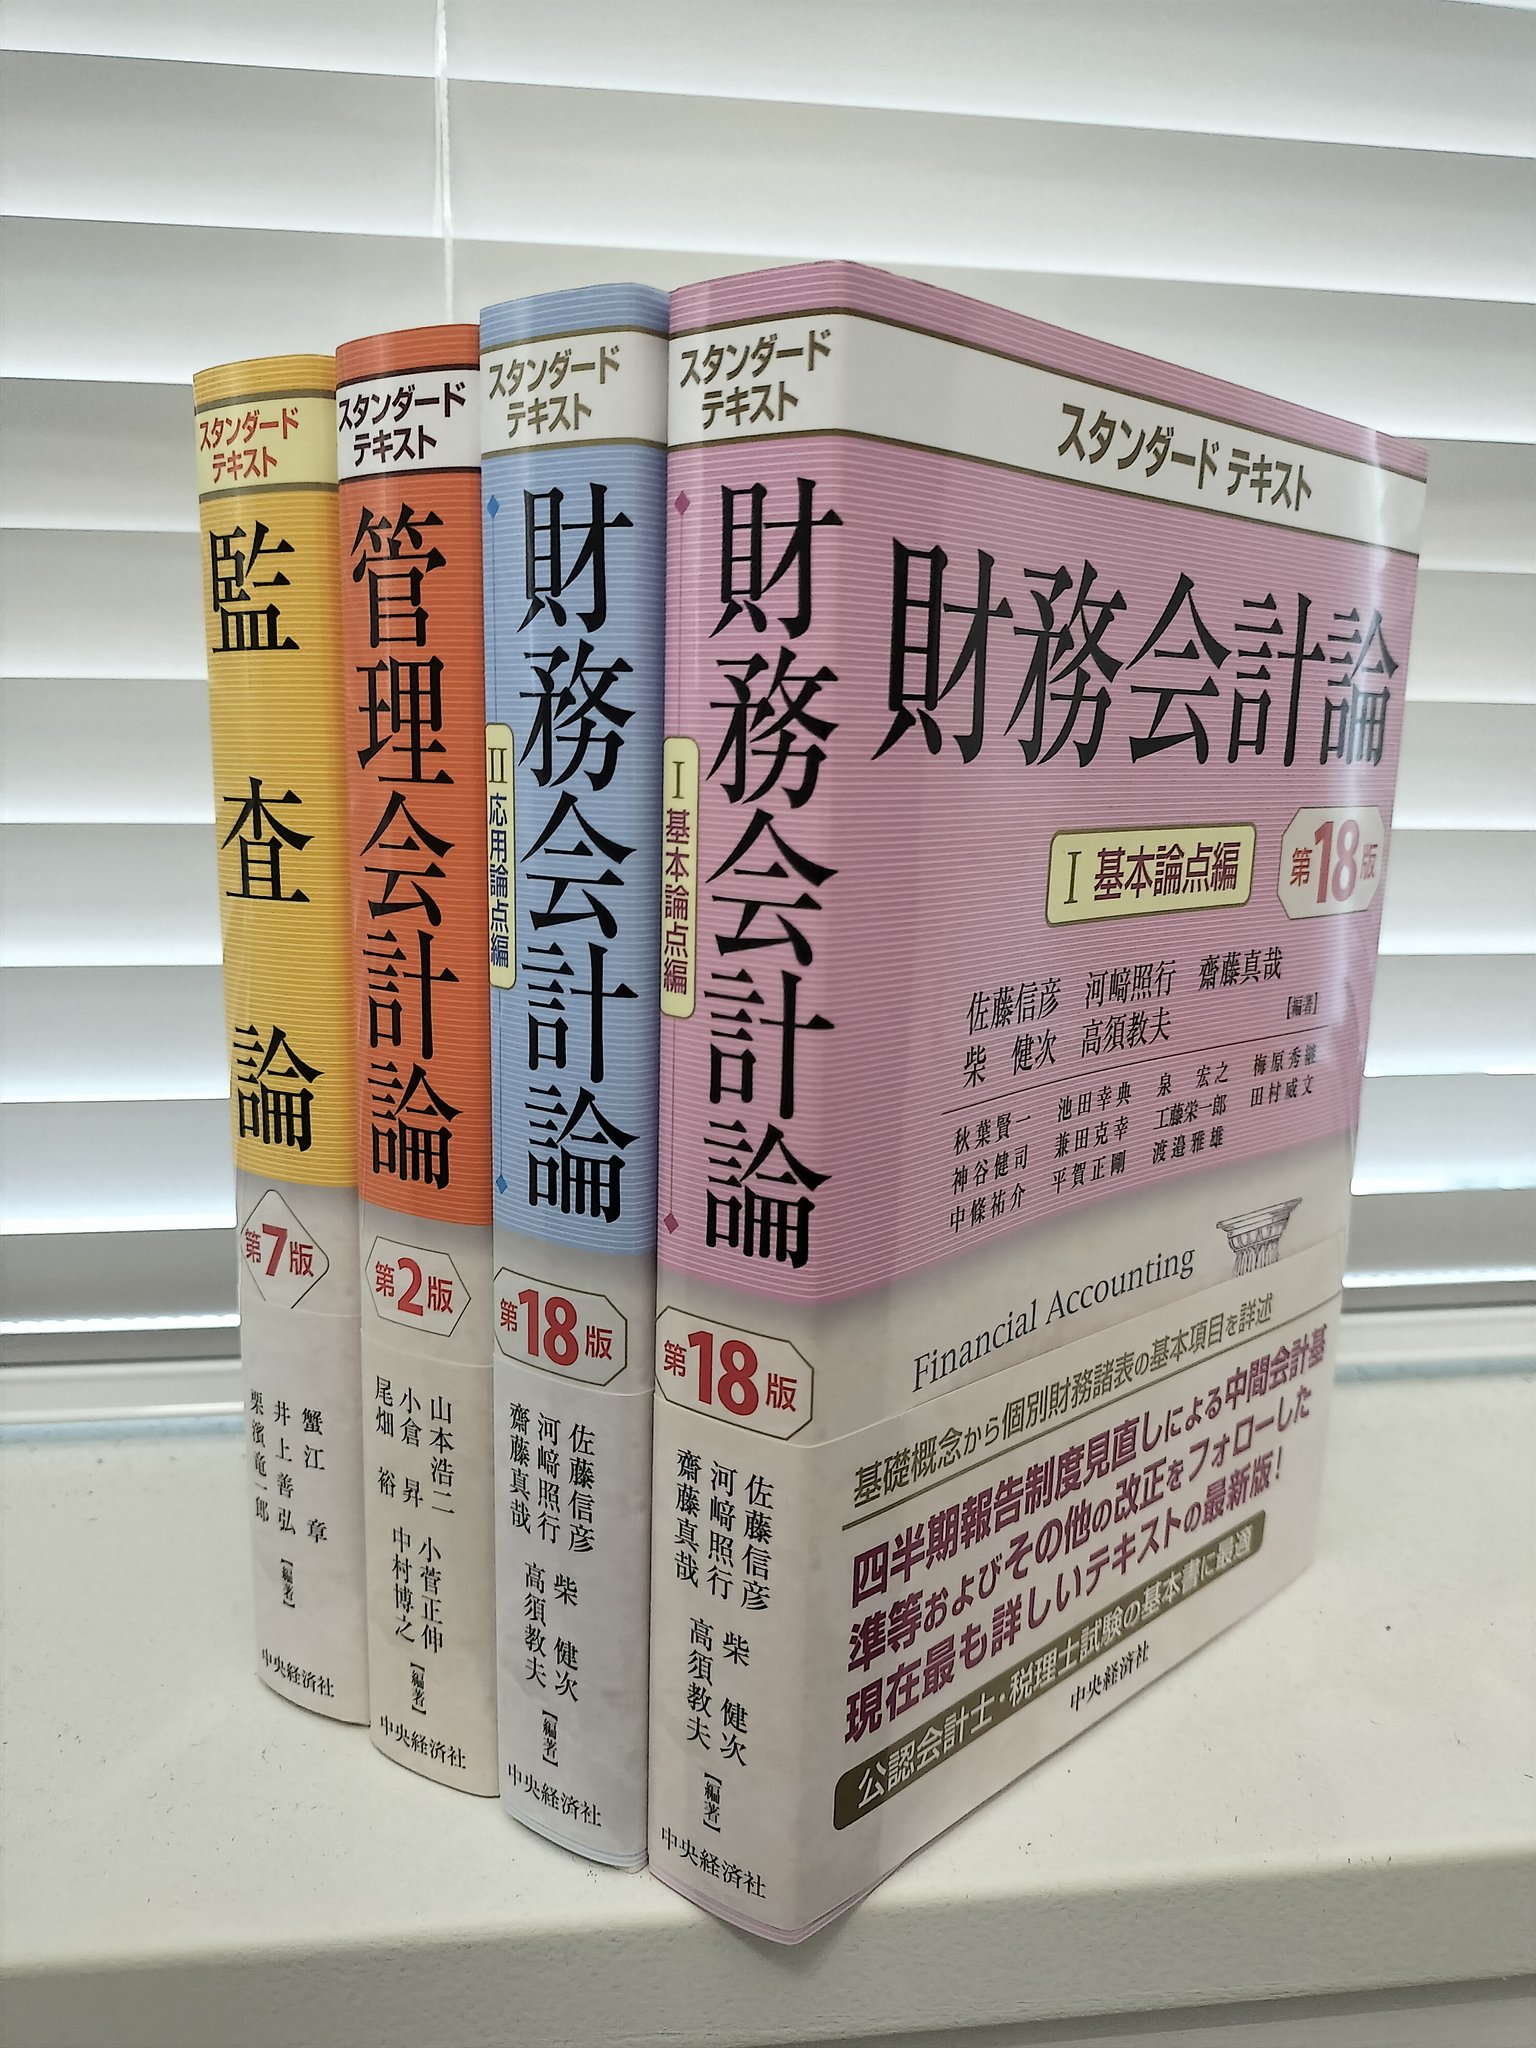 スタンダード
テキスト
監査論
第7版
蟹江 章
井上善弘
栗濱竜一郎
【編著】
中央経済社
スタンダード
テキスト
管理会計論
第2版
山本浩二
小倉 昇
尾畑 裕
小菅正伸
中村博之
【編著】
中央経済社
スタンダード
テキスト
財務会計論
II 応用論点編
第18版
佐藤信彦
河﨑照行
齋藤真哉
柴 健次
高須教夫
【編著】
中央経済社
スタンダード
テキスト
財務会計論
I 基本論点編
第18版
佐藤信彦
河﨑照行
齋藤真哉
柴 健次
高須教夫
【編著】
中央経済社
スタンダード テキスト
財務会計論
I 基本論点編
第18版
佐藤信彦 河﨑照行 齋藤真哉
柴 健次 高須教夫 【編著】
秋葉賢一 池田幸典 泉 宏之 梅原秀継
神谷健司 兼田克幸 工藤栄一郎 田村威文
中條祐介 平賀正剛 渡邉雅雄
Financial Accounting
基礎概念から個別財務諸表の基本項目を詳述
四半期報告制度見直しによる中間会計基
準等およびその他の改正をフォローした
現在最も詳しいテキストの最新版!
公認会計士・税理士試験の基本書に最適
中央経済社